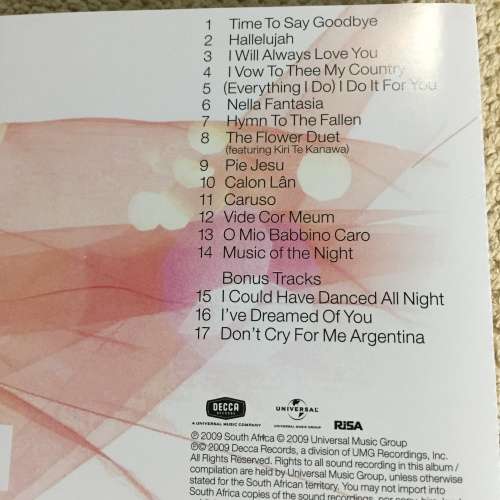 1 Time To Say Goodbye
2 Hallelujah
3 I Will Always Love You
4 I Vow To Thee My Country
5 (Everything I Do) I Do It For You
6 Nella Fantasia
7 Hymn To The Fallen
8 The Flower Duet
(featuring Kiri Te Kanawa)
9 Pie Jesu
10 Calon Lân
11 Caruso
12 Vide Cor Meum
13 O Mio Babbino Caro
14 Music of the Night
Bonus Tracks
15 I Could Have Danced All Night
16 I've Dreamed Of You
17 Don't Cry For Me Argentina
DECCA
RECORDS
UNIVERSAL
RiSA
A UNIVERSAL MUSIC COMPANY
UNIVERSAL MUSIC GROUP
℗ 2009 South Africa © 2009 Universal Music Group
℗© 2009 Decca Records, a division of UMG Recordings, Inc.
All Rights Reserved. Rights to all sound recording in this album /
compilation are held by Universal Music Group, unless otherwise
stated for the South African territory. You may not import into
South Africa copies of the sound recordings